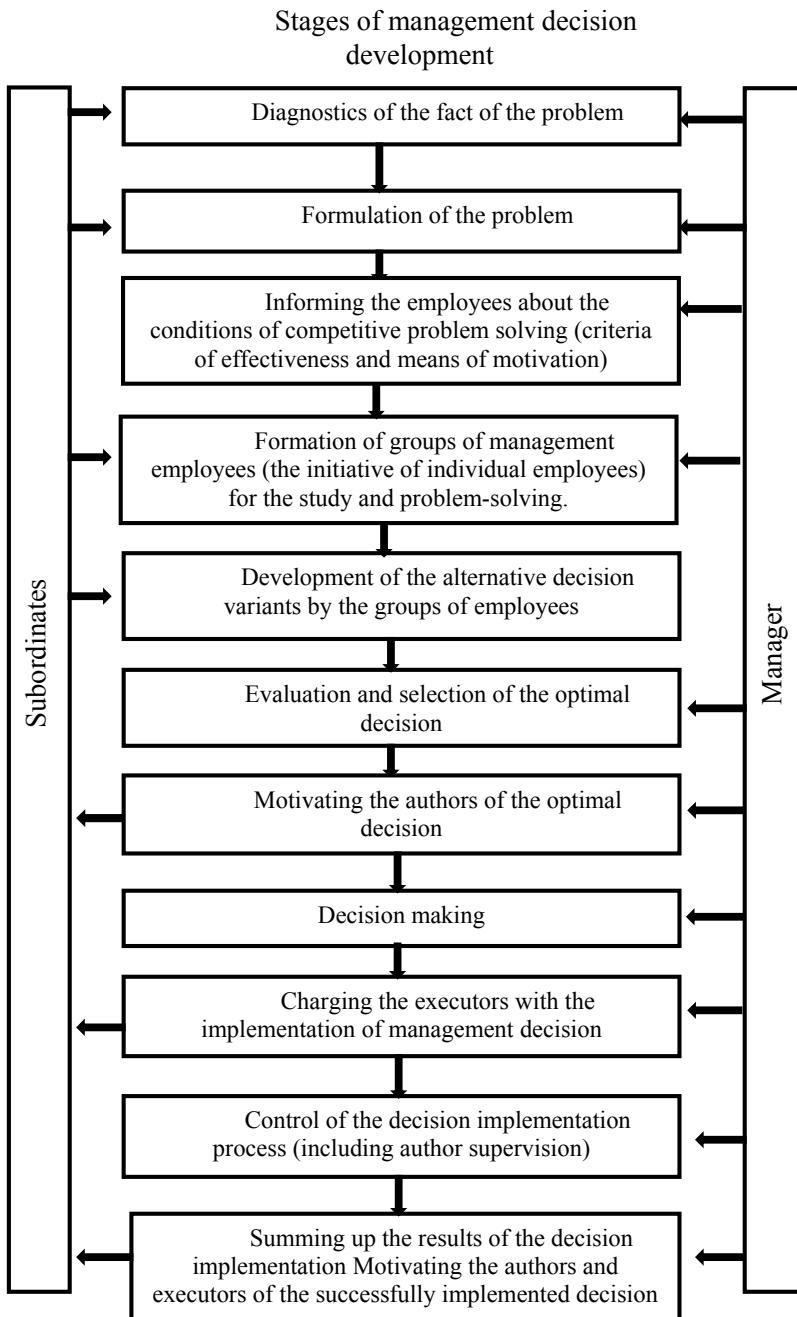 Stages of management decision
development
Diagnostics of the fact of the problem
Formulation of the problem
Informing the employees about the
conditions of competitive problem solving (criteria
of effectiveness and means of motivation)
Formation of groups of management
employees (the initiative of individual employees)
for the study and problem-solving.
Development of the alternative decision
variants by the groups of employees
Evaluation and selection of the optimal
decision
Motivating the authors of the optimal
decision
Decision making
Charging the executors with the
implementation of management decision
Control of the decision implementation
process (including author supervision)
Summing up the results of the decision
implementation Motivating the authors and
executors of the successfully implemented decision
Subordinates
Manager